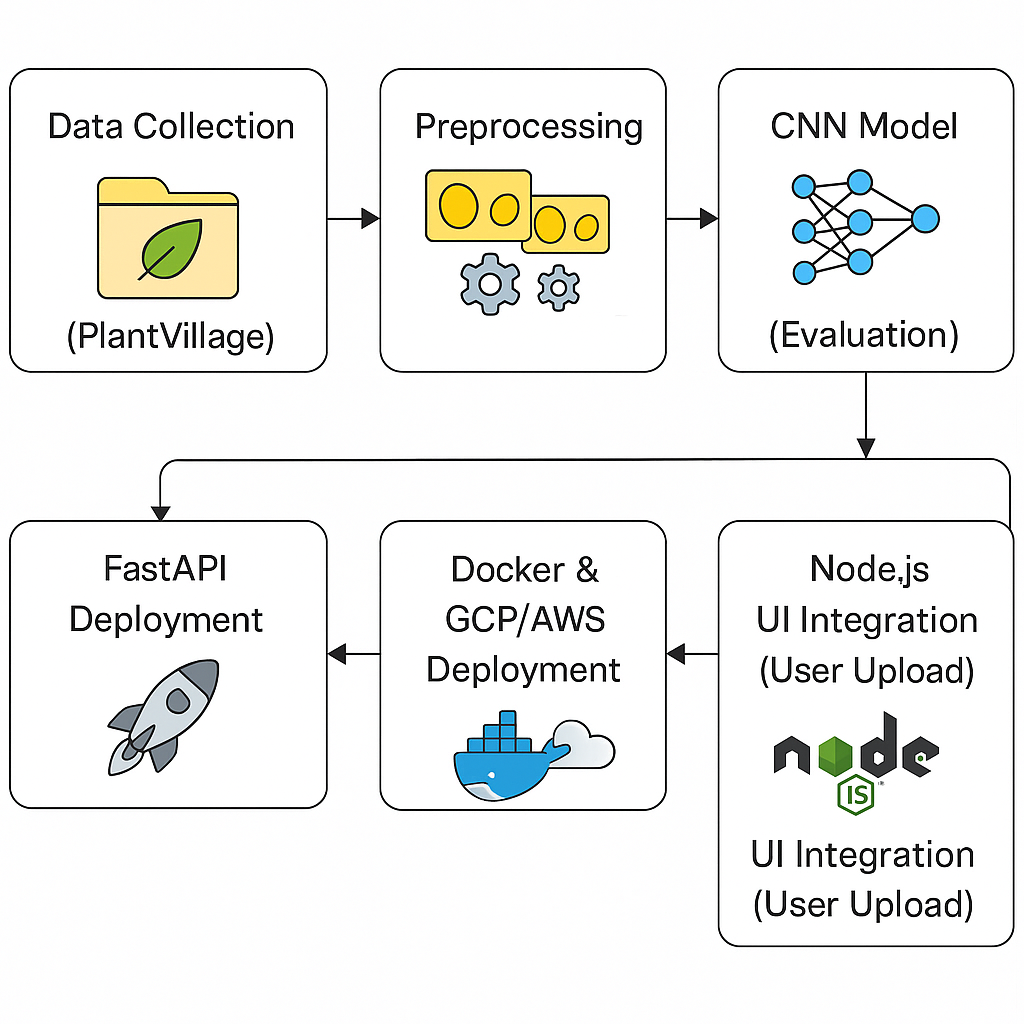 Data Collection
(PlantVillage)
Preprocessing
CNN Model
(Evaluation)
FastAPI
Deployment
Docker &
GCP/AWS
Deployment
Node.js
UI Integration
(User Upload)
node
JS
UI Integration
(User Upload)